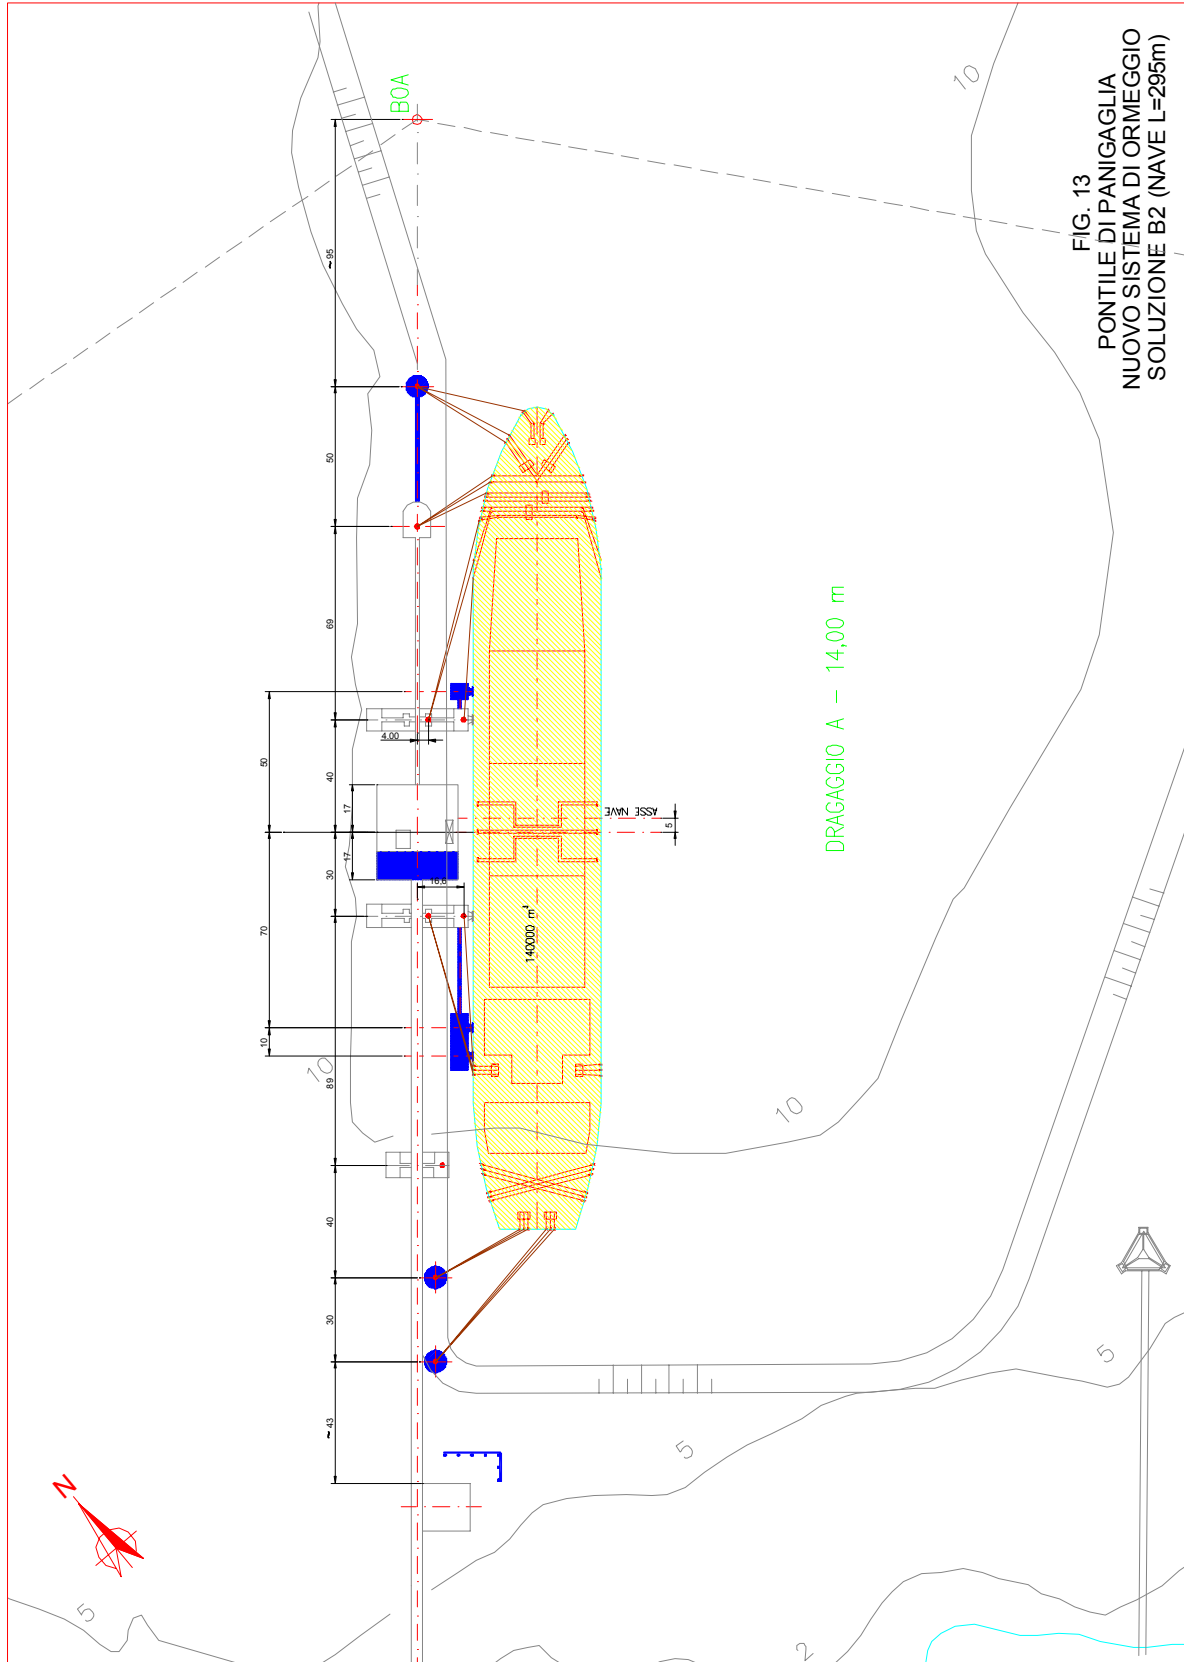 FIG. 13
PONTILE DI PANIGAGLIA
NUOVO SISTEMA DI ORMEGGIO
SOLUZIONE B2 (NAVE L=295m)
BOA
10
~95
50
69
50
4.00
40
17
ASSE NAVE
5
17
30
16,6
DRAGAGGIO A - 14,00 m
140000 m³
70
10
10
89
10
40
30
~43
5
5
N
5
2